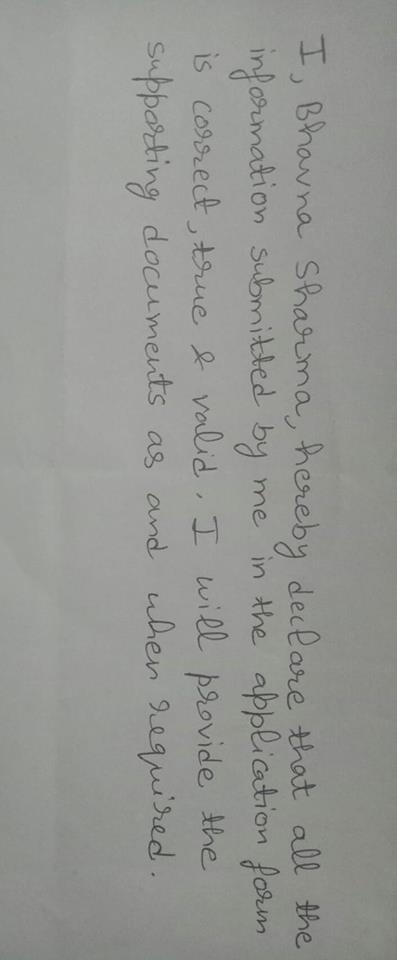 I, Bhavna Sharma, hereby declare that all the
information submitted by me in the application form
is correct, true & valid. I will provide the
supporting documents as and when required.